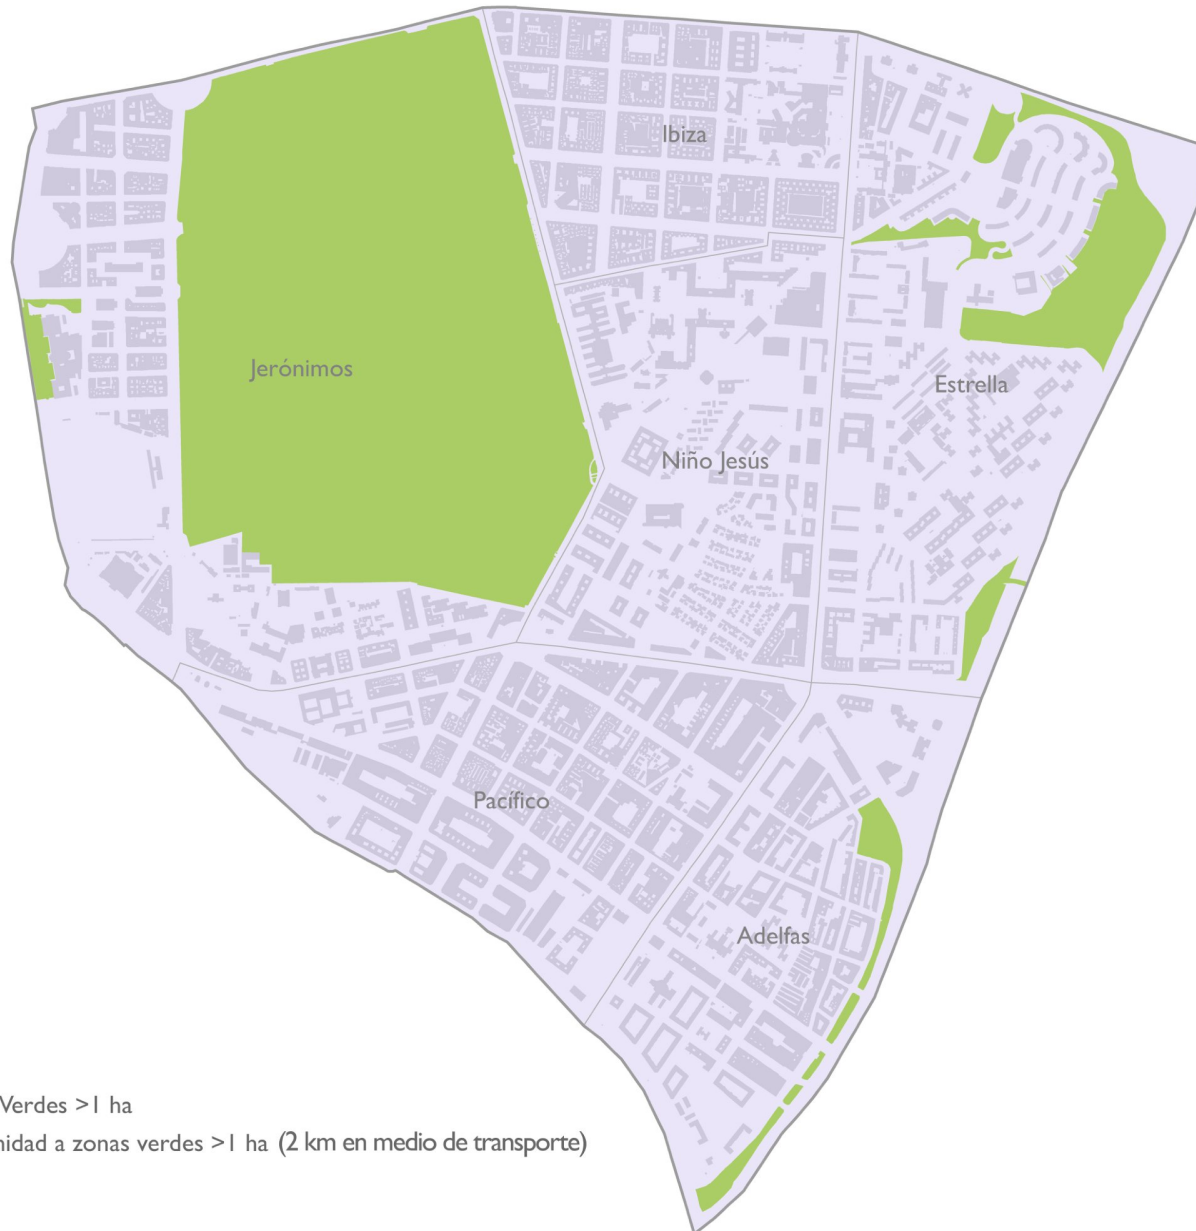 Ibiza
Jerónimos
Estrella
Niño Jesús
Pacífico
Adelfas
Verdes >1 ha
a zonas verdes >1 ha (2 km en medio de transporte)